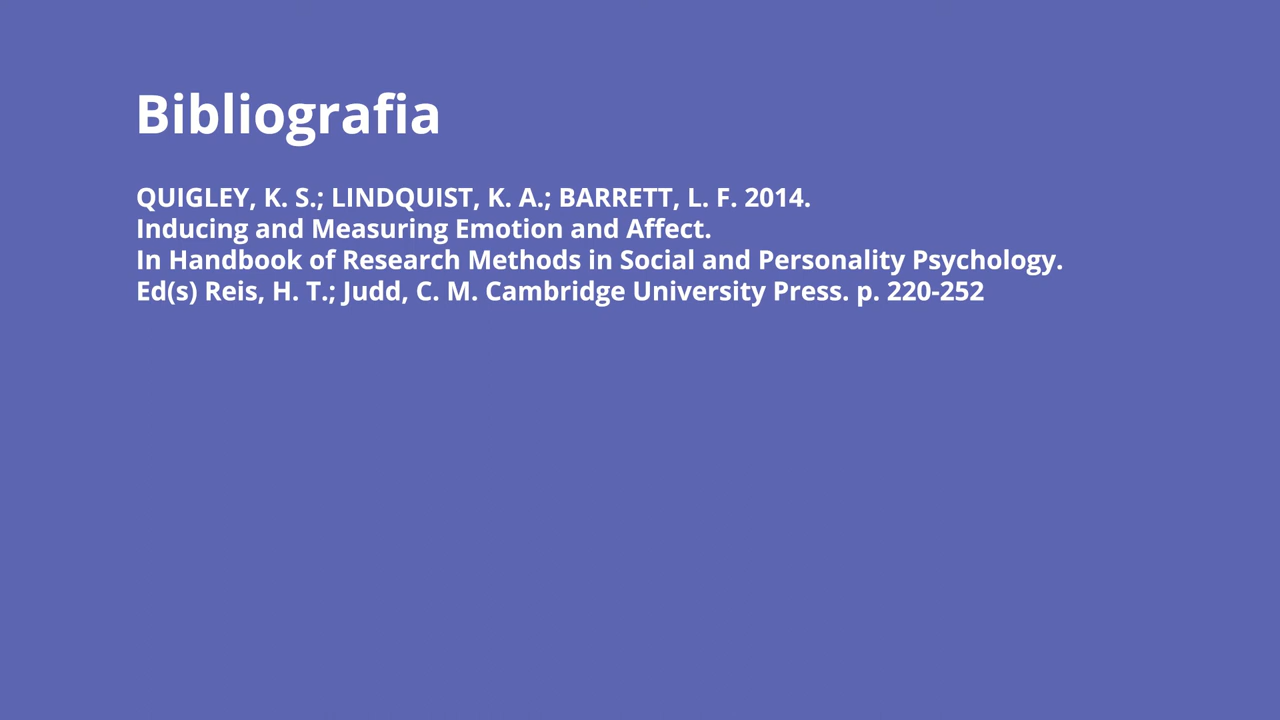 Bibliografia
QUIGLEY, K. S.; LINDQUIST, K. A.; BARRETT, L. F. 2014.
Inducing and Measuring Emotion and Affect.
In Handbook of Research Methods in Social and Personality Psychology.
Ed(s) Reis, H. T.; Judd, C. M. Cambridge University Press. p. 220-252